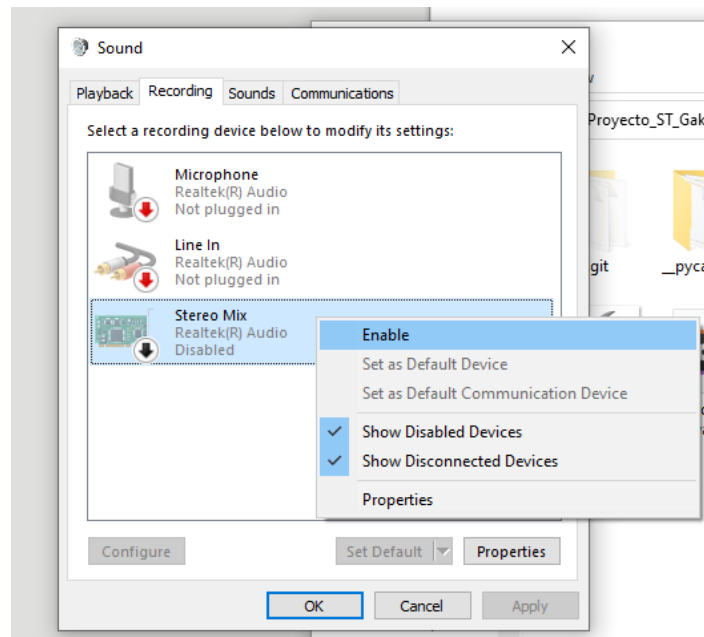 Sound
Playback Recording Sounds Communications
Select a recording device below to modify its settings:
Microphone
Realtek(R) Audio
Not plugged in
Line In
Realtek(R) Audio
Not plugged in
Stereo Mix
Realtek(R) Audio
Disabled
Enable
Set as Default Device
Set as Default Communication Device
Show Disabled Devices
Show Disconnected Devices
Properties
Configure Set Default Properties
OK Cancel Apply
Proyecto_ST_Gak
git __pyca